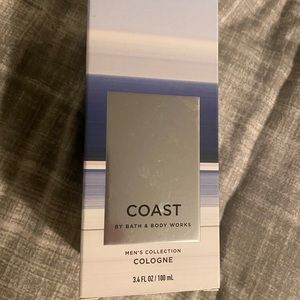 COAST
BY BATH & BODY WORKS
MEN'S COLLECTION
COLOGNE
3.4 FL OZ / 100 mL